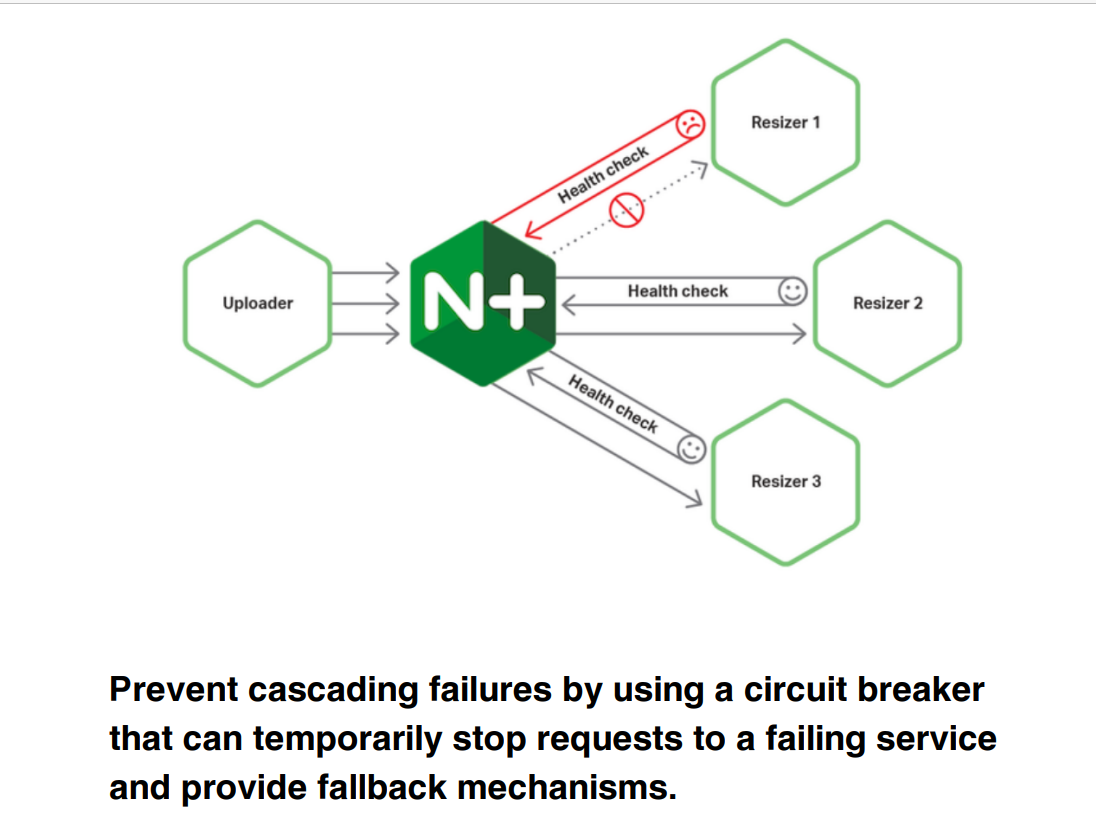 Resizer 1
Health check
Uploader
N+
Health check
Resizer 2
Health check
Resizer 3
Prevent cascading failures by using a circuit breaker
that can temporarily stop requests to a failing service
and provide fallback mechanisms.